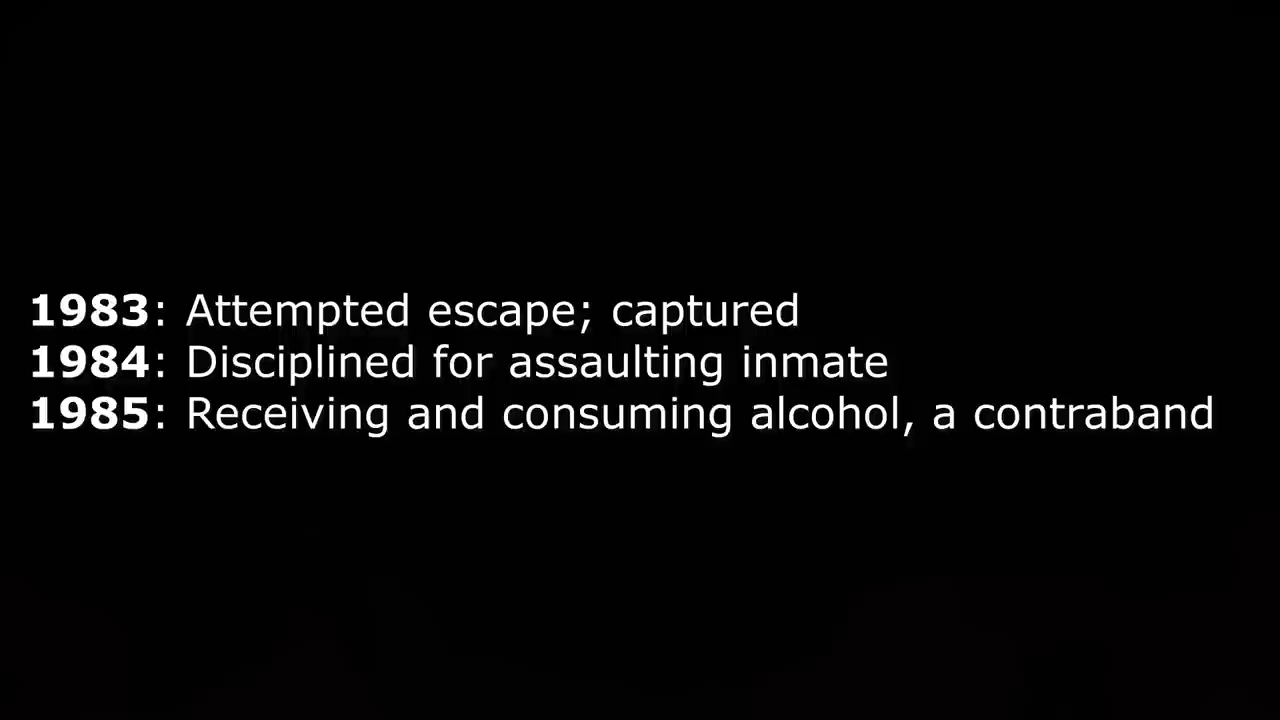 1983: Attempted escape; captured
1984: Disciplined for assaulting inmate
1985: Receiving and consuming alcohol, a contraband